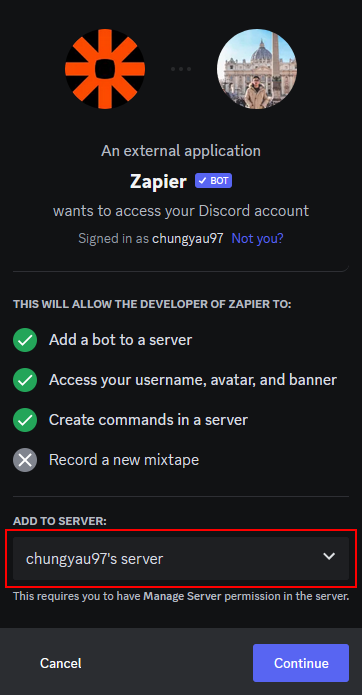 An external application
Zapier ✓ BOT
wants to access your Discord account
Signed in as chungyau97 Not you?
THIS WILL ALLOW THE DEVELOPER OF ZAPIER TO:
Add a bot to a server
Access your username, avatar, and banner
Create commands in a server
Record a new mixtape
ADD TO SERVER:
chungyau97's server
This requires you to have Manage Server permission in the server.
Cancel Continue